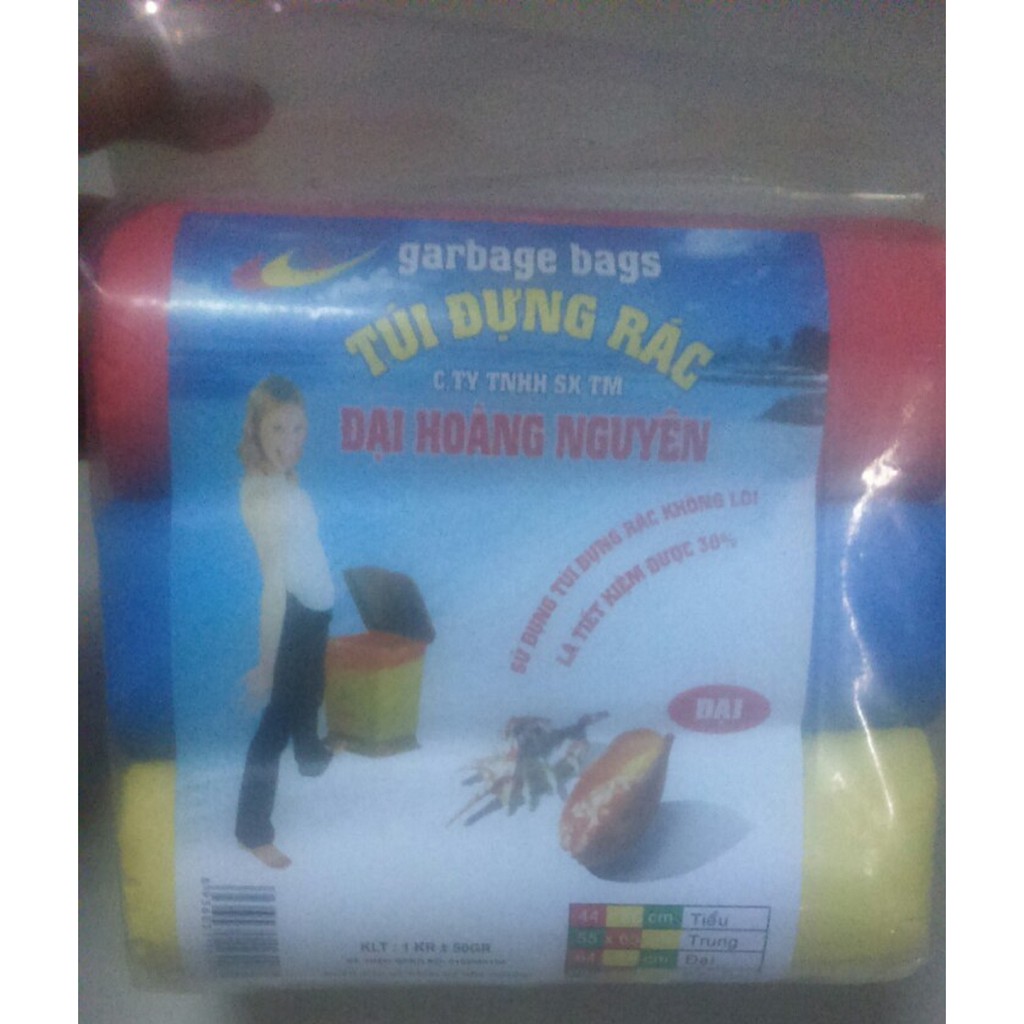 garbage bags
TÚI ĐỰNG RÁC
C.TY TNHH SX TM
ĐẠI HOÀNG NGUYÊN
SỬ DỤNG TÚI ĐỰNG RÁC KHÔNG LÕI
LÀ TIẾT KIỆM ĐƯỢC 30%
ĐẠI
KLT : 1 KR ± 50GR
44 cm Tiểu
55 x 65 Trung
64 cm Đại